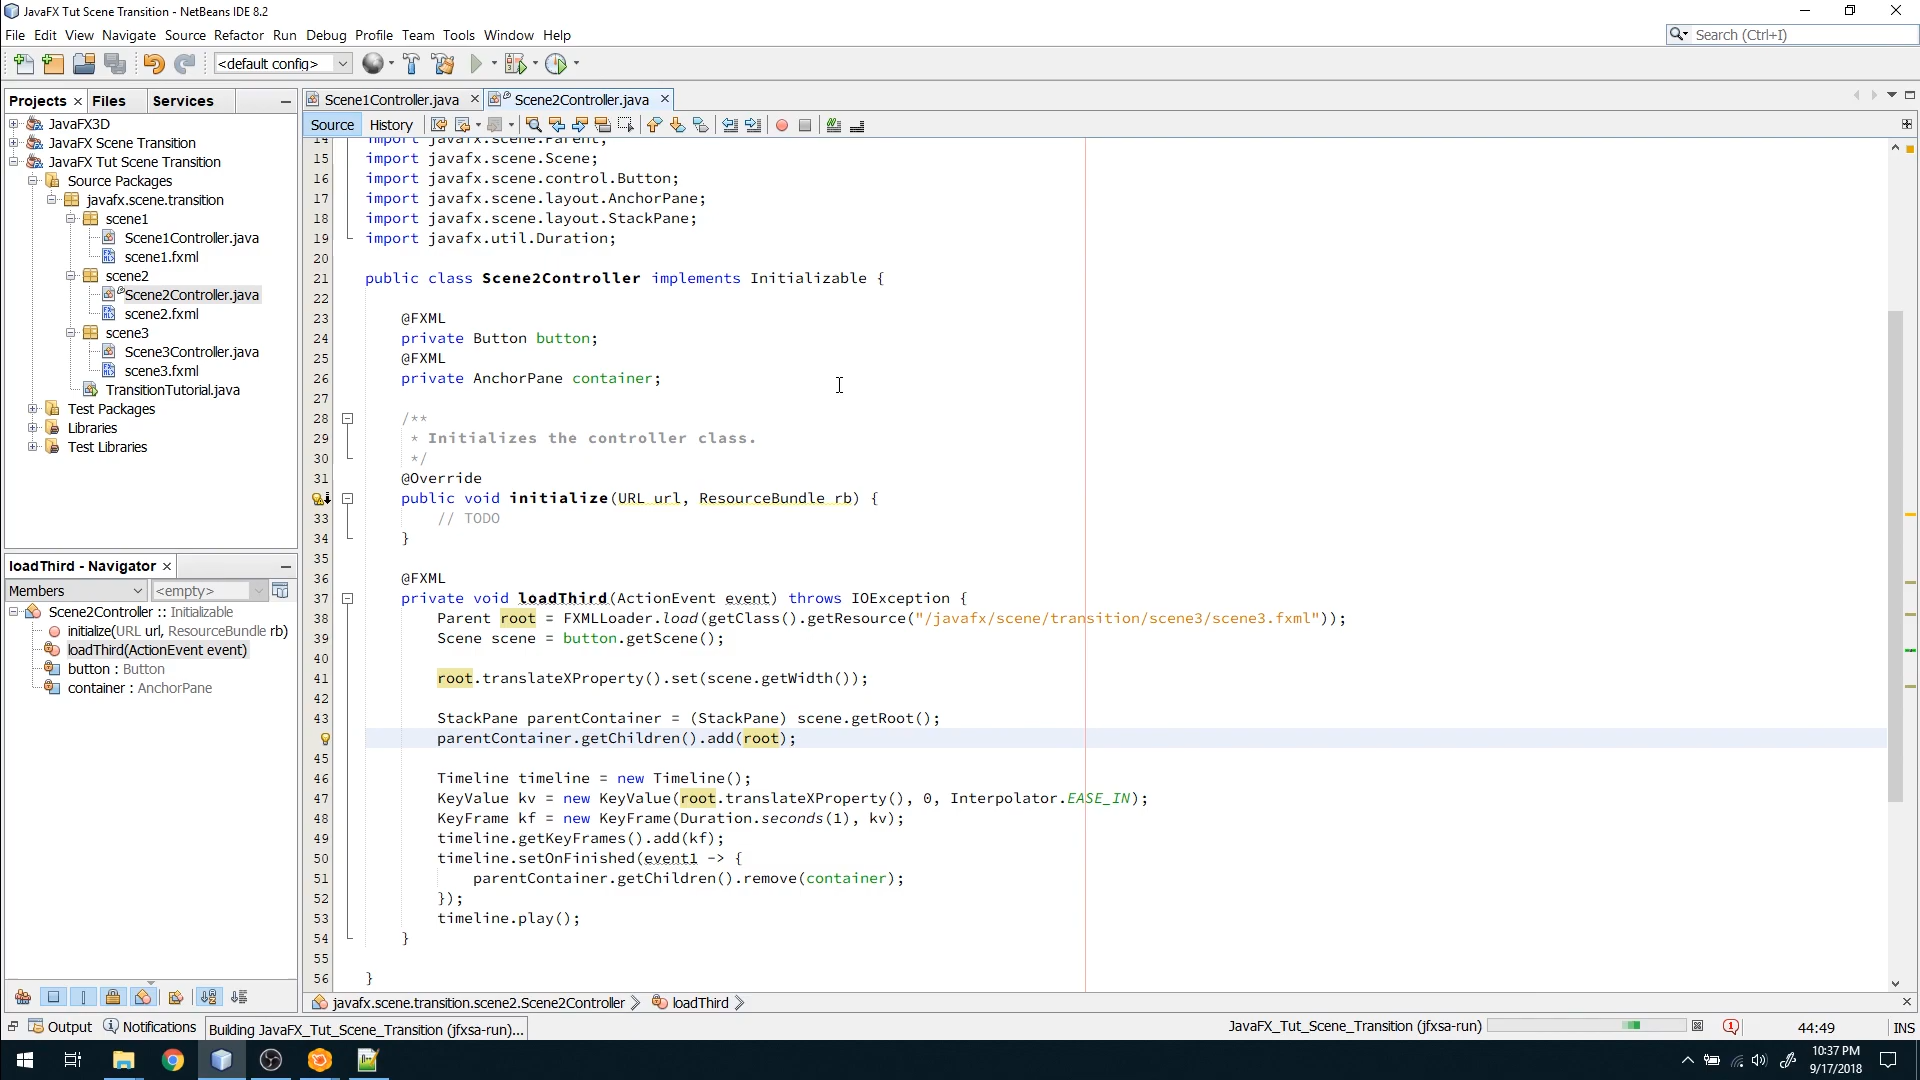 JavaFX Tut Scene Transition - NetBeans IDE 8.2
File Edit View Navigate Source Refactor Run Debug Profile Team Tools Window Help
Search (Ctrl+I)
<default config>
Projects Files Services
JavaFX3D
JavaFX Scene Transition
JavaFX Tut Scene Transition
Source Packages
javafx.scene.transition
scene1
Scene1Controller.java
scene1.fxml
scene2
Scene2Controller.java
scene2.fxml
scene3
Scene3Controller.java
scene3.fxml
TransitionTutorial.java
Test Packages
Libraries
Test Libraries
loadThird - Navigator
Members <empty>
Scene2Controller :: Initializable
initialize(URL url, ResourceBundle rb)
loadThird(ActionEvent event)
button : Button
container : AnchorPane
Scene1Controller.java Scene2Controller.java
Source History
14 import javafx.scene.Parent;
15 import javafx.scene.Scene;
16 import javafx.scene.control.Button;
17 import javafx.scene.layout.AnchorPane;
18 import javafx.scene.layout.StackPane;
19 import javafx.util.Duration;
20
21 public class Scene2Controller implements Initializable {
22
23 @FXML
24 private Button button;
25 @FXML
26 private AnchorPane container;
27
28 /**
29 * Initializes the controller class.
30 */
31 @Override
public void initialize(URL url, ResourceBundle rb) {
33 // TODO
34 }
35
36 @FXML
37 private void loadThird(ActionEvent event) throws IOException {
38 Parent root = FXMLLoader.load(getClass().getResource("/javafx/scene/transition/scene3/scene3.fxml"));
39 Scene scene = button.getScene();
40
41 root.translateXProperty().set(scene.getWidth());
42
43 StackPane parentContainer = (StackPane) scene.getRoot();
parentContainer.getChildren().add(root);
45
46 Timeline timeline = new Timeline();
47 KeyValue kv = new KeyValue(root.translateXProperty(), 0, Interpolator.EASE_IN);
48 KeyFrame kf = new KeyFrame(Duration.seconds(1), kv);
49 timeline.getKeyFrames().add(kf);
50 timeline.setOnFinished(event1 -> {
51 parentContainer.getChildren().remove(container);
52 });
53 timeline.play();
54 }
55
56 }
javafx.scene.transition.scene2.Scene2Controller loadThird
Output Notifications Building JavaFX_Tut_Scene_Transition (jfxsa-run)...
JavaFX_Tut_Scene_Transition (jfxsa-run) 1 44:49 INS
10:37 PM
9/17/2018